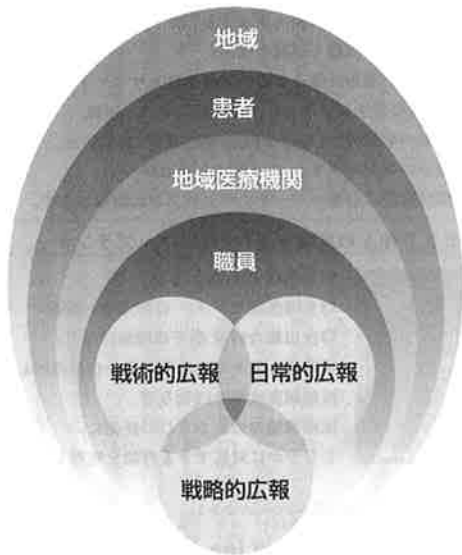 地域
患者
地域医療機関
職員
戦術的広報
日常的広報
戦略的広報